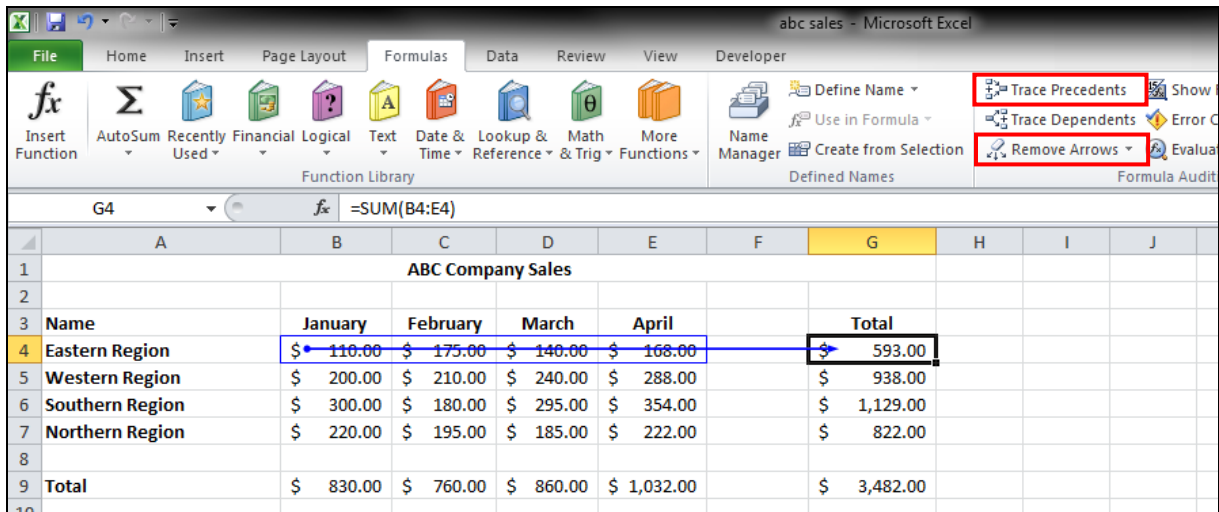 abc sales - Microsoft Excel
File Home Insert Page Layout Formulas Data Review View Developer
fx Insert Function
Σ AutoSum
Recently Used
Financial
? Logical
A Text
Date & Time
Lookup & Reference
θ Math & Trig
More Functions
Function Library
Name Manager
Define Name
Use in Formula
Create from Selection
Defined Names
Trace Precedents
Trace Dependents
Remove Arrows
Show
Error
Formula
G4 fx =SUM(B4:E4)
A B C D E F G H I J
1 ABC Company Sales
2
3 Name January February March April Total
4 Eastern Region $ 110.00 $ 175.00 $ 140.00 $ 168.00 $ 593.00
5 Western Region $ 200.00 $ 210.00 $ 240.00 $ 288.00 $ 938.00
6 Southern Region $ 300.00 $ 180.00 $ 295.00 $ 354.00 $ 1,129.00
7 Northern Region $ 220.00 $ 195.00 $ 185.00 $ 222.00 $ 822.00
8
9 Total $ 830.00 $ 760.00 $ 860.00 $ 1,032.00 $ 3,482.00